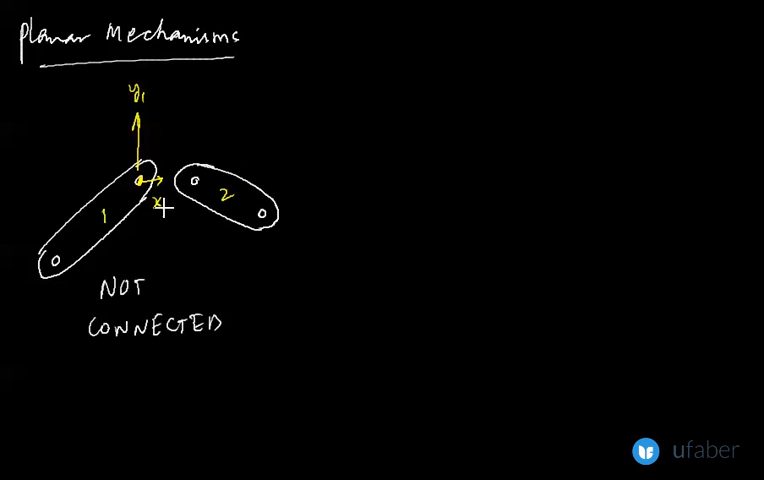 Planar Mechanisms
y1
x
1
2
NOT
CONNECTED
ufaber